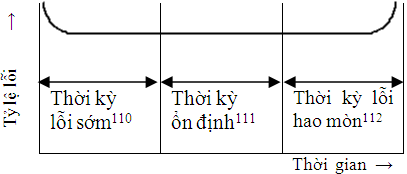 Tỷ lệ lỗi →
Thời kỳ
lỗi sớm110
Thời kỳ
ổn định111
Thời kỳ lỗi
hao mòn112
Thời gian →